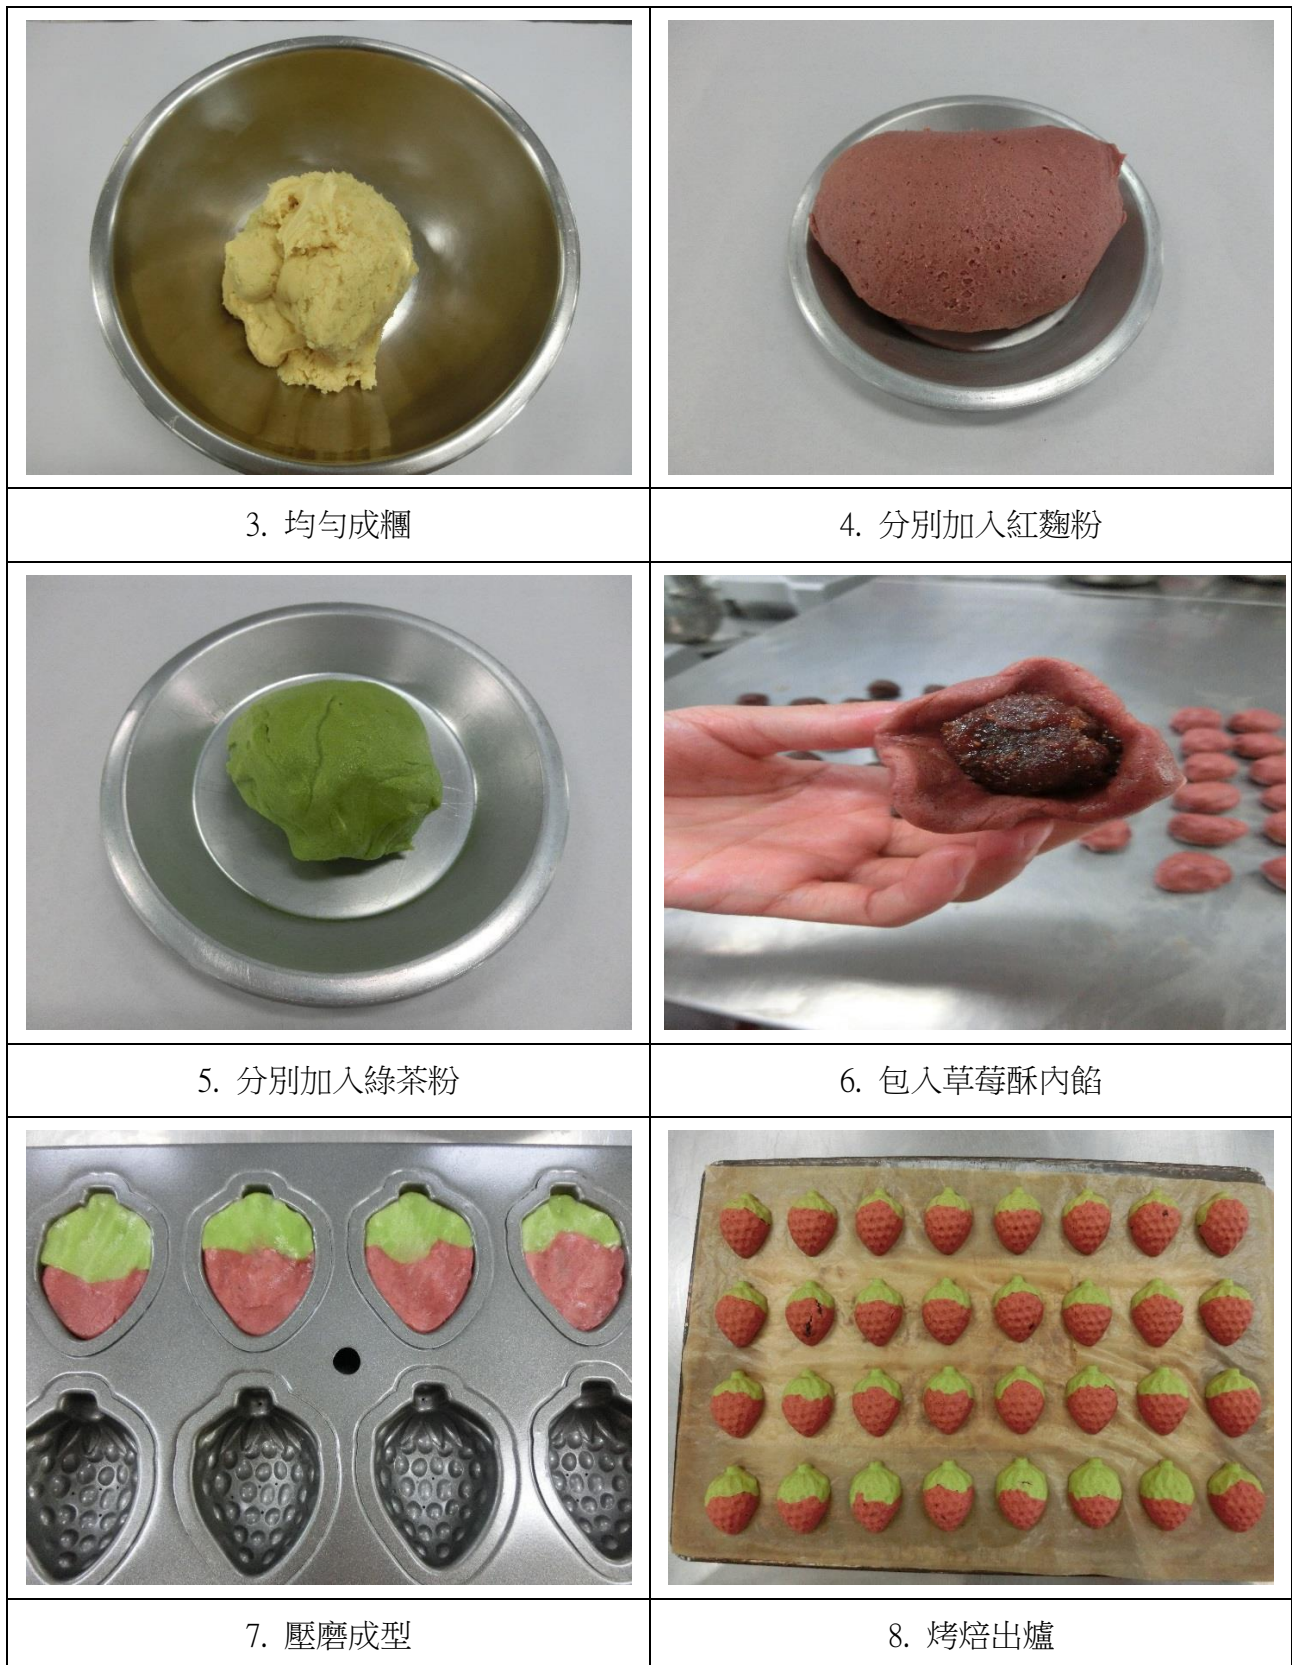 3. 均勻成糰
4. 分別加入紅麴粉
5. 分別加入綠茶粉
6. 包入草莓酥內餡
7. 壓磨成型
8. 烤焙出爐